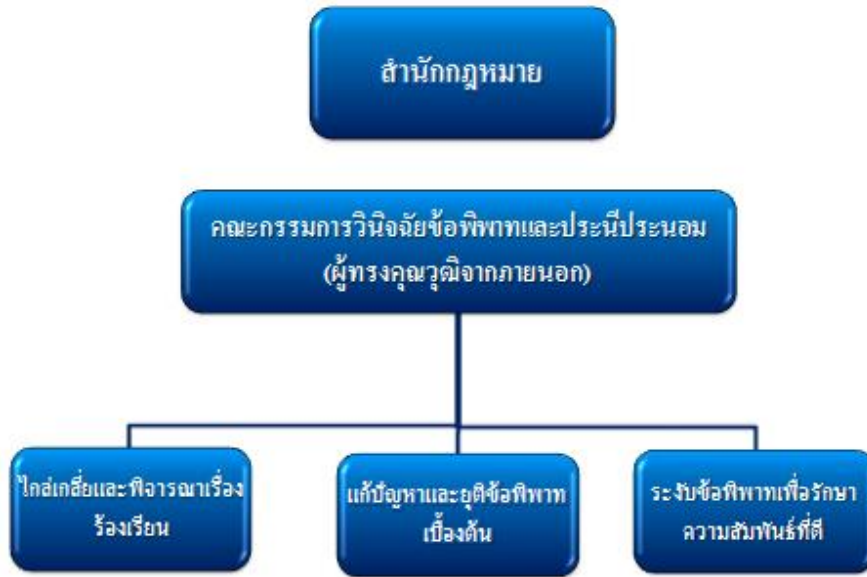 สำนักกฎหมาย
คณะกรรมการวินิจฉัยข้อพิพาทและประนีประนอม
(ผู้ทรงคุณวุฒิจากภายนอก)
ไกล่เกลี่ยและพิจารณาเรื่อง
ร้องเรียน
แก้ปัญหาและยุติข้อพิพาท
เบื้องต้น
ระงับข้อพิพาทเพื่อรักษา
ความสัมพันธ์ที่ดี